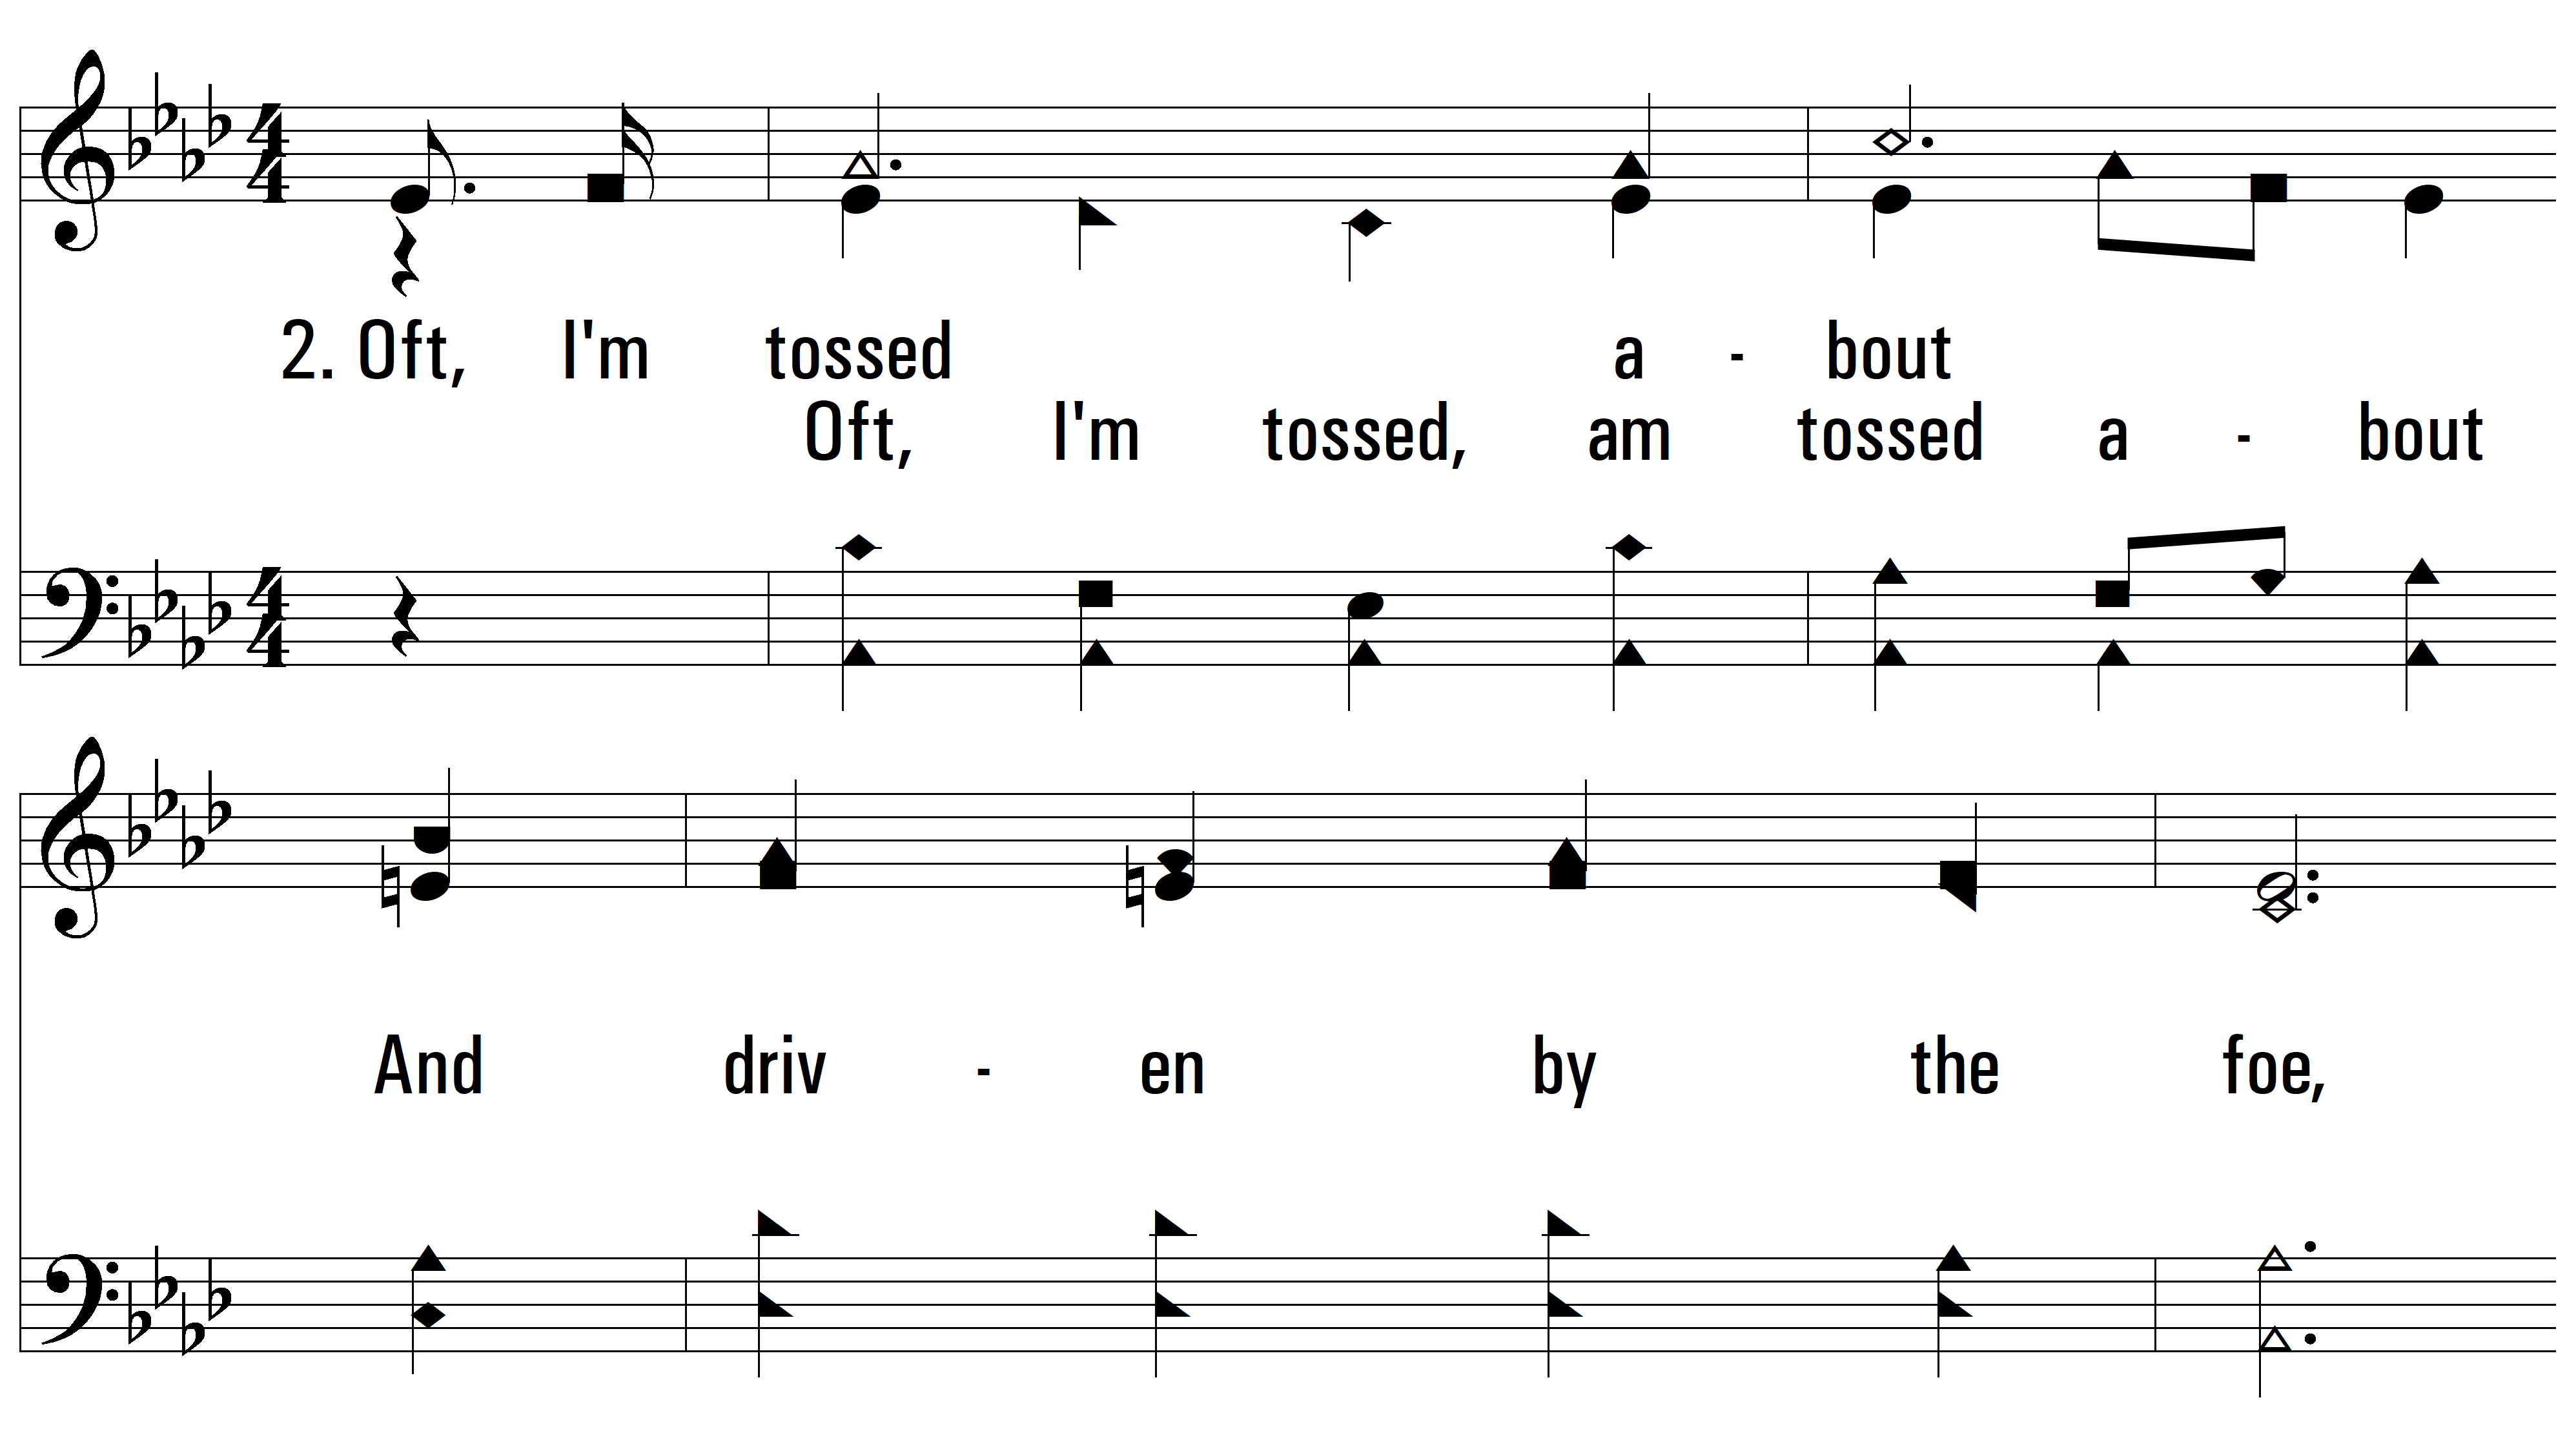 2. Oft, I'm tossed a - bout
Oft, I'm tossed, am tossed a - bout
And driv - en by the foe,